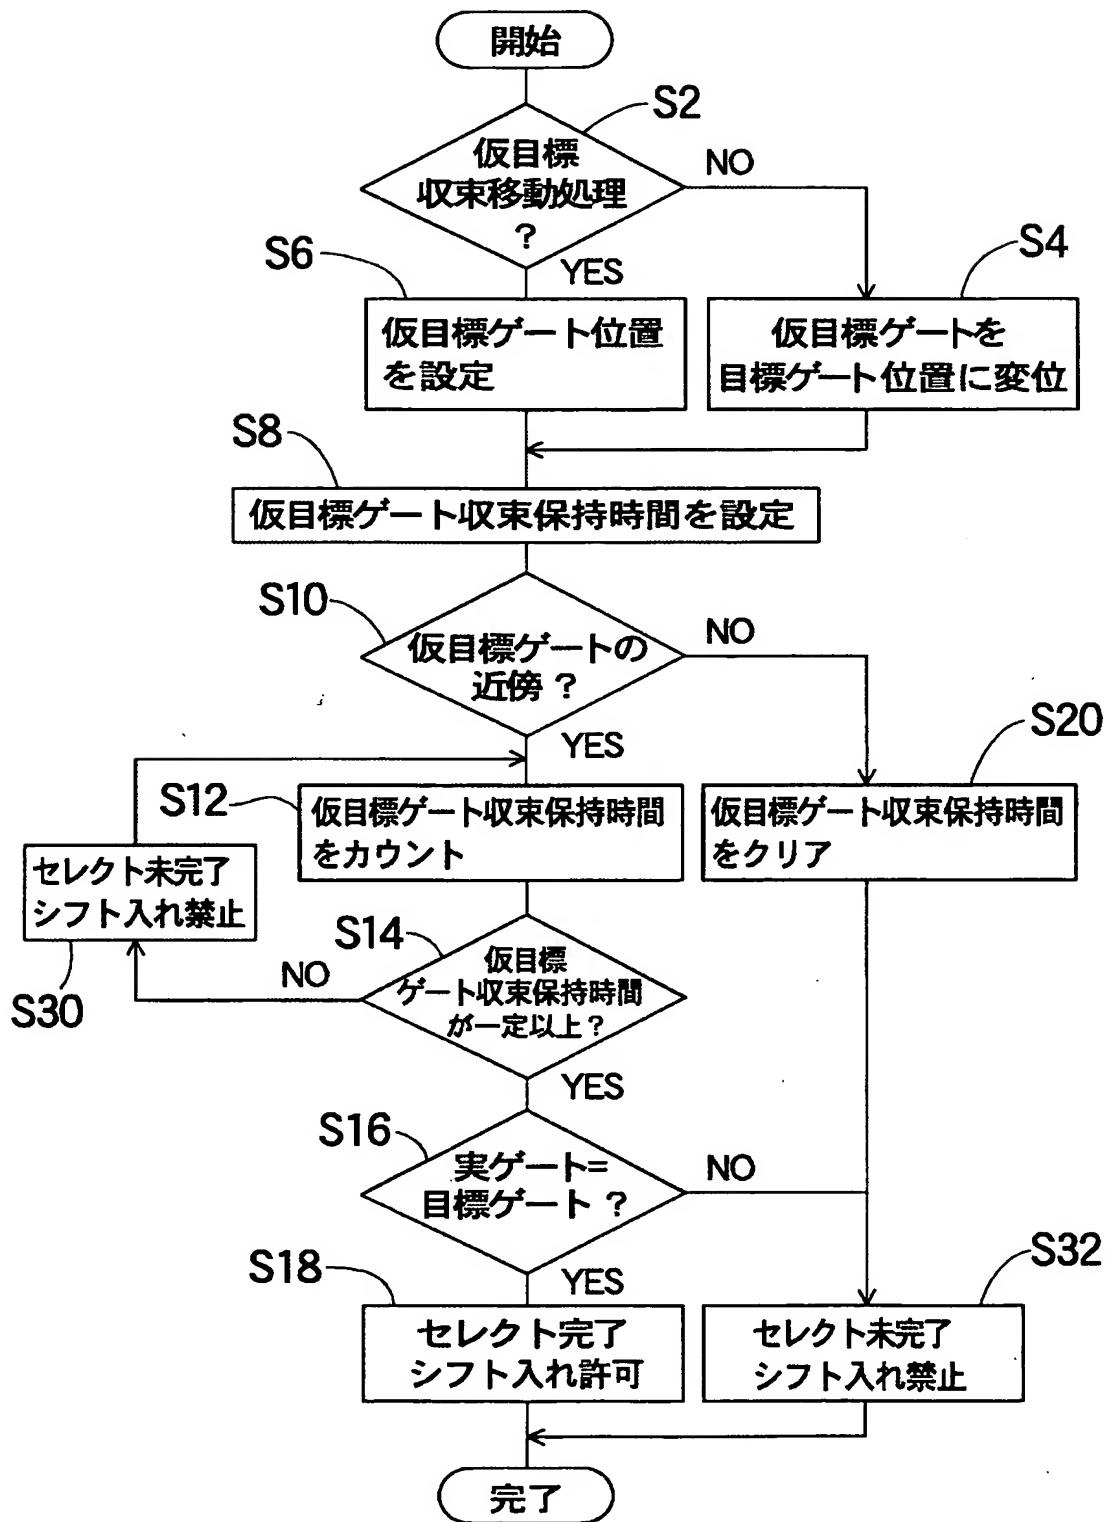 開始
S2
仮目標
収束移動処理
?
NO
YES
S6
仮目標ゲート位置
を設定
S4
仮目標ゲートを
目標ゲート位置に変位
S8
仮目標ゲート収束保持時間を設定
S10
仮目標ゲートの
近傍?
NO
YES
S12
仮目標ゲート収束保持時間
をカウント
S20
仮目標ゲート収束保持時間
をクリア
セレクト未完了
シフト入れ禁止
S30
S14
仮目標
ゲート収束保持時間
が一定以上?
NO
YES
S16
実ゲート=
目標ゲート ?
NO
YES
S18
セレクト完了
シフト入れ許可
S32
セレクト未完了
シフト入れ禁止
完了